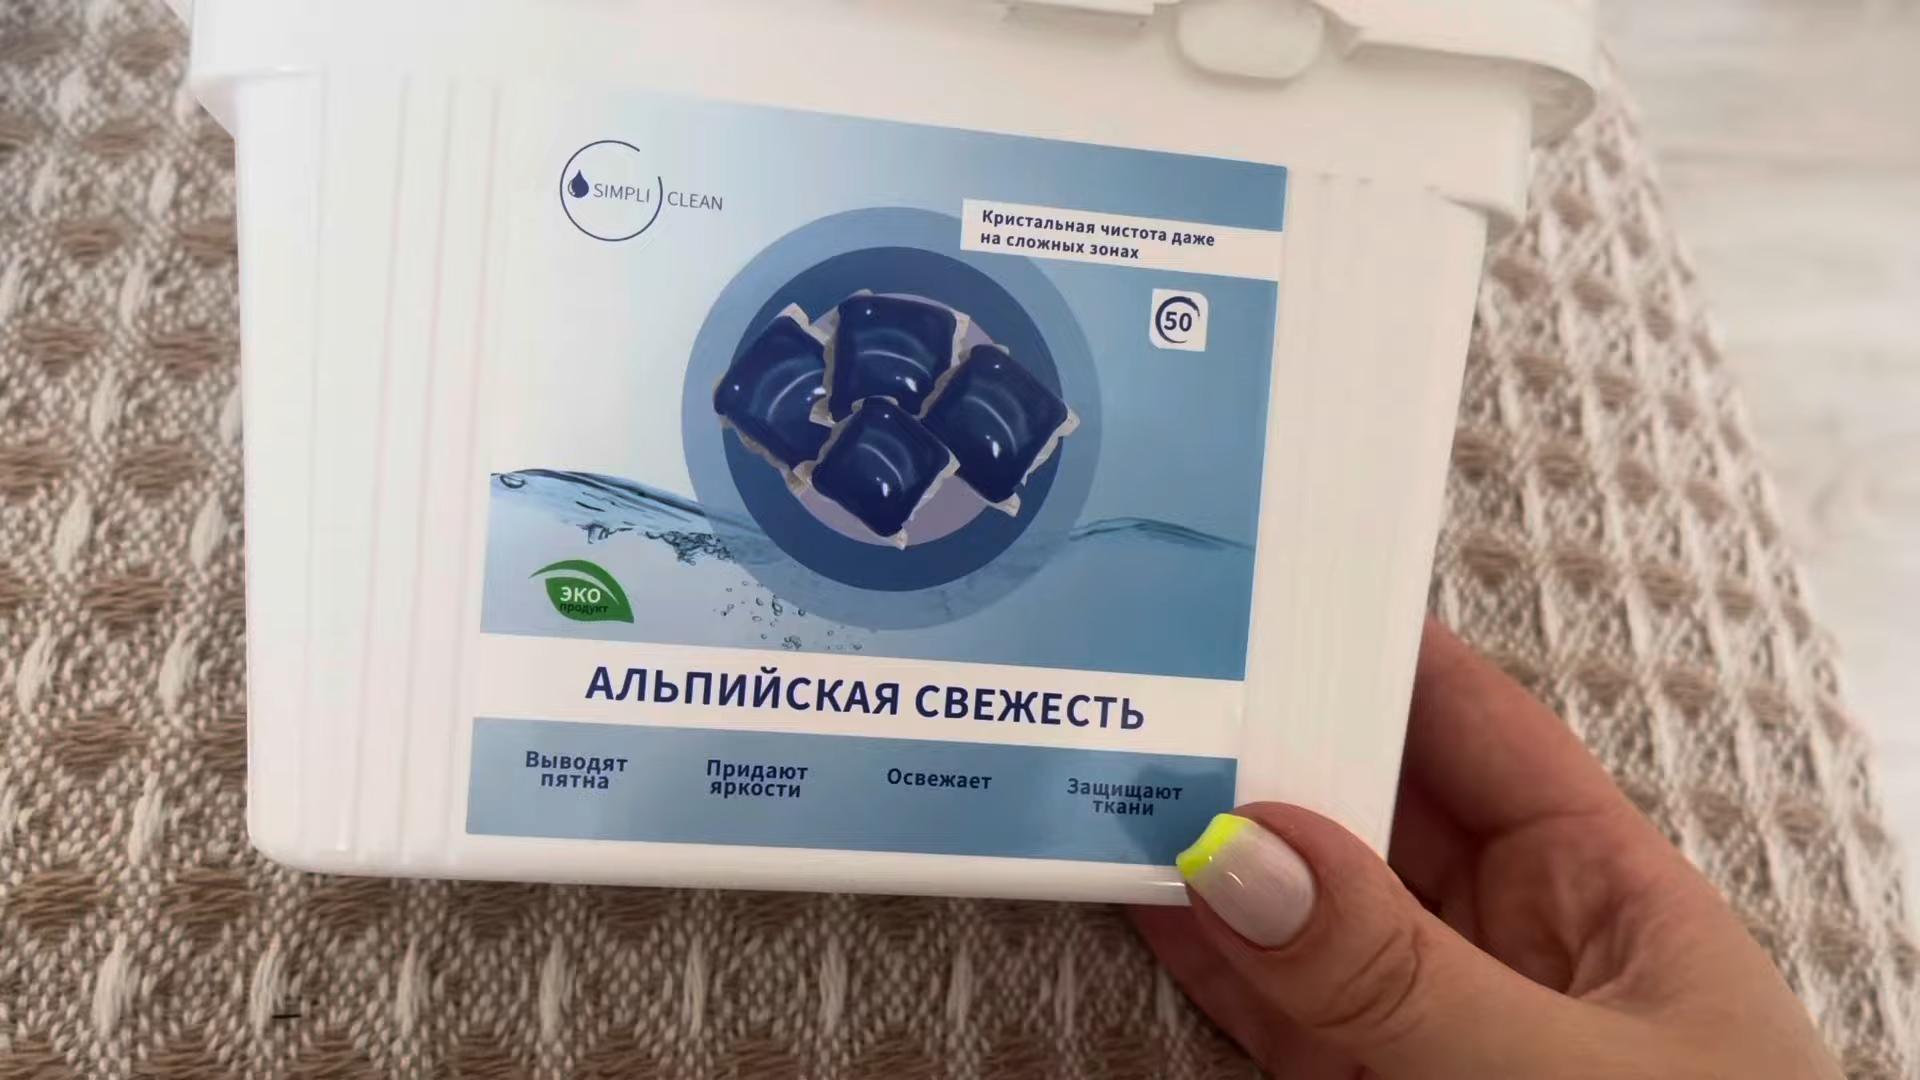 SIMPLI CLEAN
Кристальная чистота даже
на сложных зонах
50
ЭКО
продукт
АЛЬПИЙСКАЯ СВЕЖЕСТЬ
Выводят
пятна
Придают
яркости
Освежает
Защищают
ткани